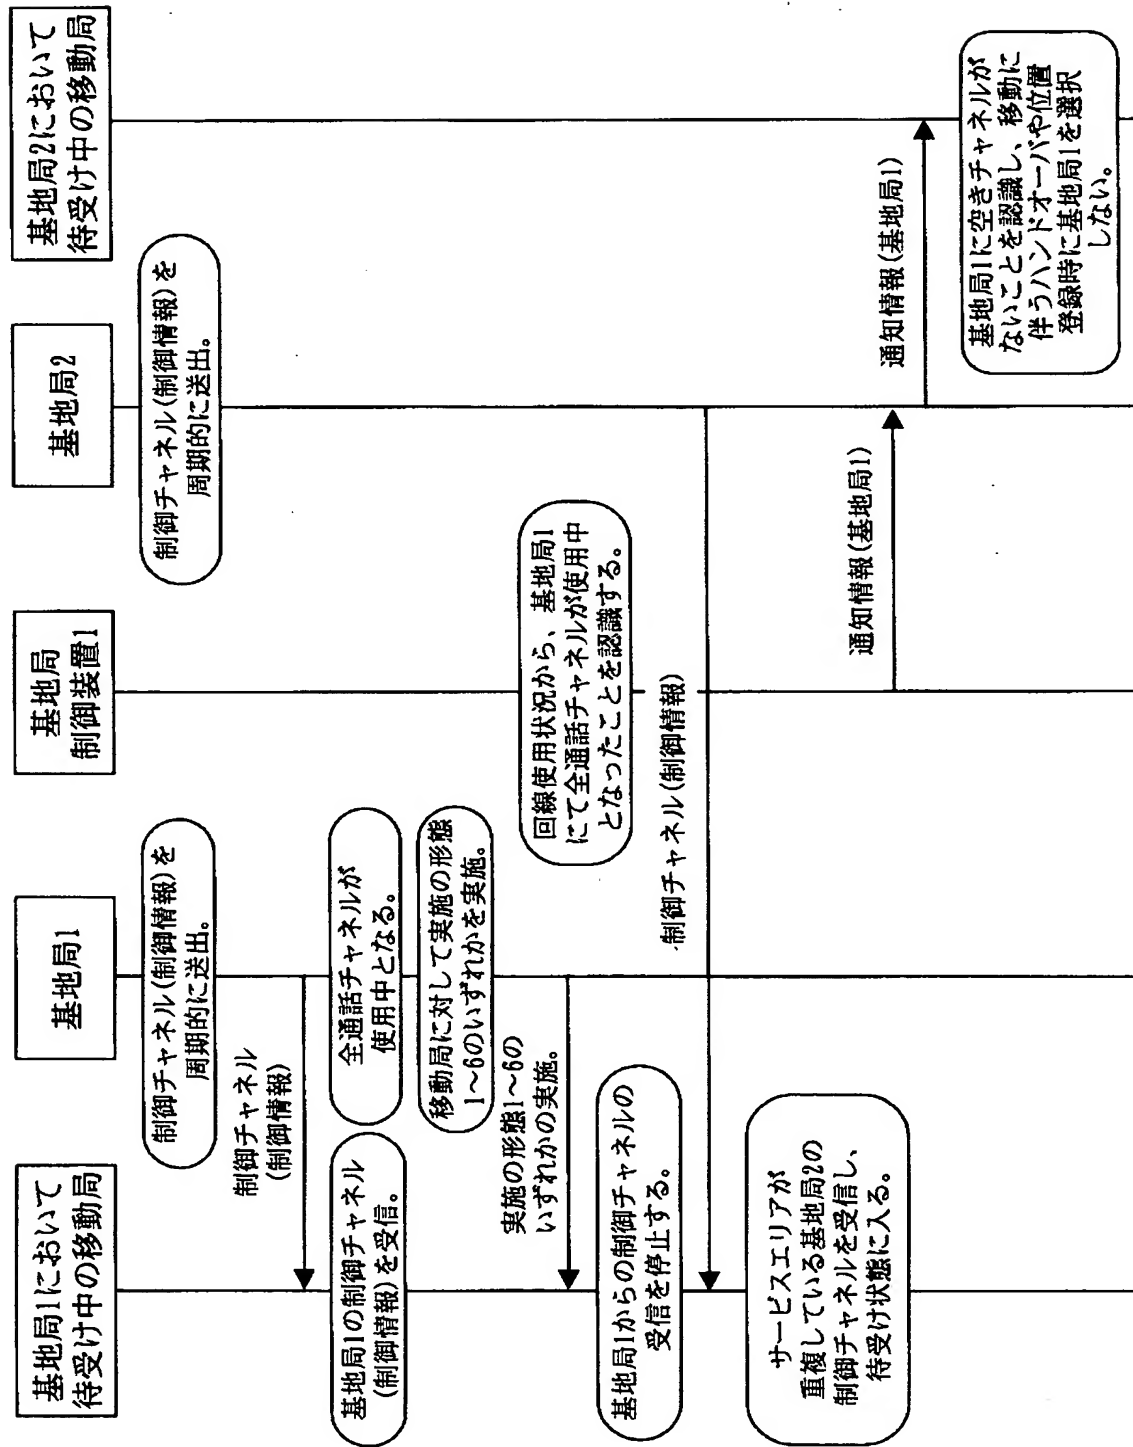 基地局1において
待受け中の移動局
基地局1
基地局
制御装置1
基地局2
基地局2において
待受け中の移動局
制御チャネル(制御情報)を
周期的に送出。
制御チャネル(制御情報)を
周期的に送出。
制御チャネル
(制御情報)
基地局1の制御チャネル
(制御情報)を受信。
全通話チャネルが
使用中となる。
移動局に対して実施の形態
1~6のいずれかを実施。
実施の形態1~6の
いずれかの実施。
回線使用状況から、基地局1
にて全通話チャネルが使用中
となったことを認識する。
基地局1からの制御チャネルの
受信を停止する。
制御チャネル(制御情報)
サービスエリアが
重複している基地局2の
制御チャネルを受信し、
待受け状態に入る。
通知情報(基地局1)
通知情報(基地局1)
基地局1に空きチャネルが
ないことを認識し、移動に
伴うハンドオーバや位置
登録時に基地局1を選択
しない。